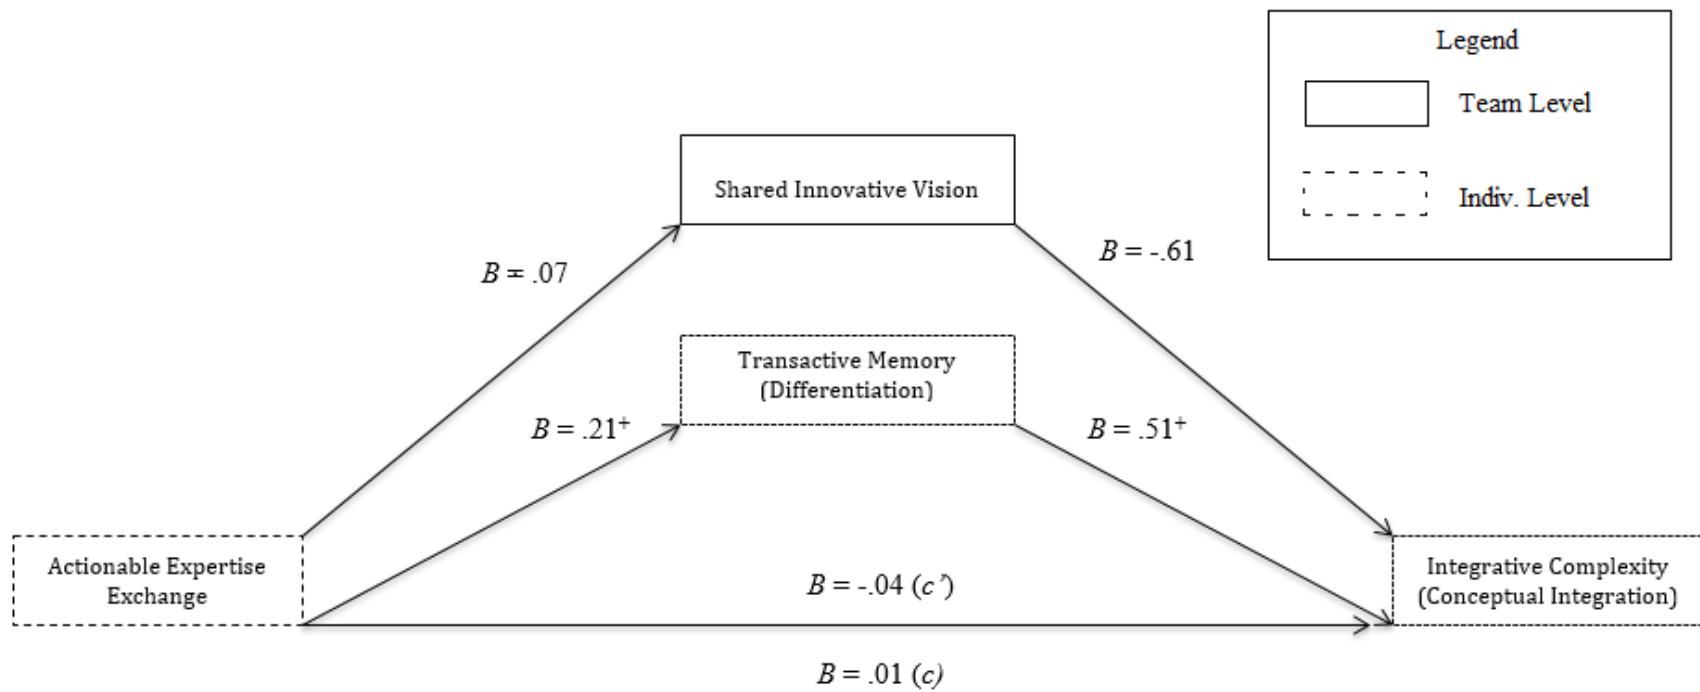 Legend
Team Level
Indiv. Level
Shared Innovative Vision
B = .07
B = -.61
Transactive Memory
(Differentiation)
B = .21+
B = .51+
Actionable Expertise
Exchange
B = -.04 (c’)
Integrative Complexity
(Conceptual Integration)
B = .01 (c)